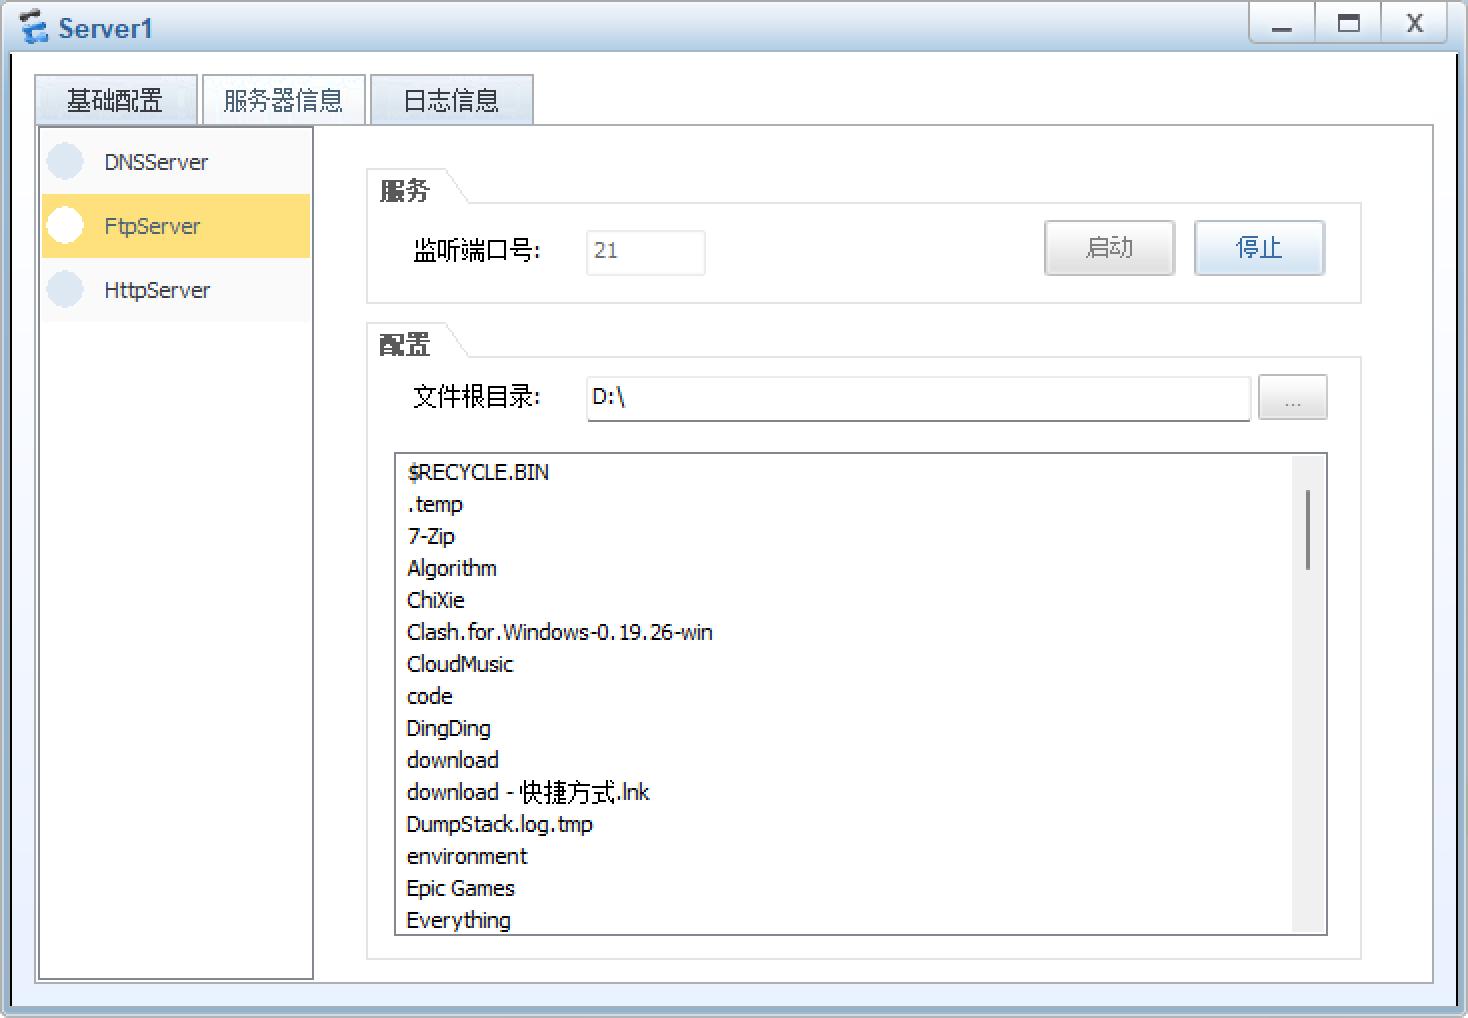 Server1
基础配置 服务器信息 日志信息
DNSServer
FtpServer
HttpServer
服务
监听端口号: 21 启动 停止
配置
文件根目录: D:\ ...
$RECYCLE.BIN
.temp
7-Zip
Algorithm
ChiXie
Clash.for.Windows-0.19.26-win
CloudMusic
code
DingDing
download
download - 快捷方式.lnk
DumpStack.log.tmp
environment
Epic Games
Everything